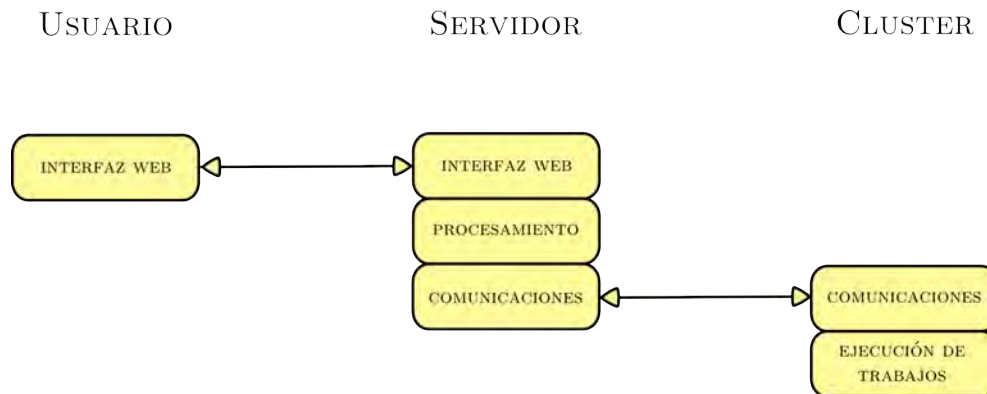 USUARIO
SERVIDOR
CLUSTER
INTERFAZ WEB
INTERFAZ WEB
PROCESAMIENTO
COMUNICACIONES
COMUNICACIONES
EJECUCIÓN DE
TRABAJOS